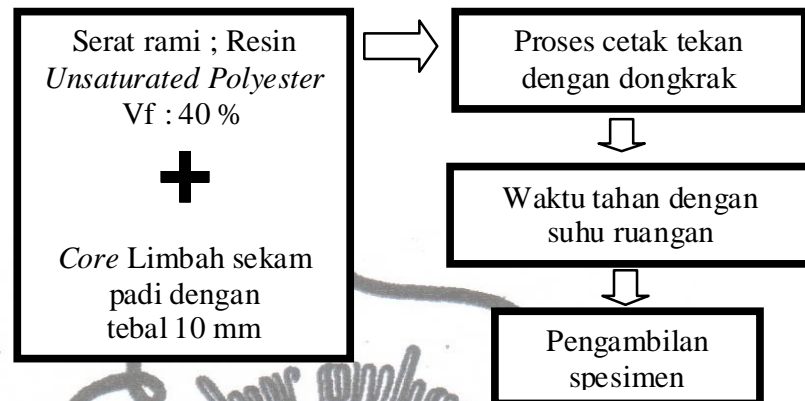 Serat rami ; Resin
Unsaturated Polyester
Vf : 40 %
+
Core Limbah sekam
padi dengan
tebal 10 mm
Proses cetak tekan
dengan dongkrak
Waktu tahan dengan
suhu ruangan
Pengambilan
spesimen